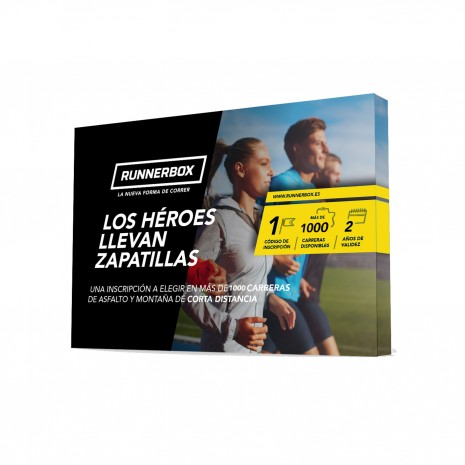 RUNNERBOX
LA NUEVA FORMA DE CORRER
LOS HÉROES
LLEVAN
ZAPATILLAS
UNA INSCRIPCIÓN A ELEGIR EN MÁS DE 1000 CARRERAS
DE ASFALTO Y MONTAÑA DE CORTA DISTANCIA
WWW.RUNNERBOX.ES
1
CÓDIGO DE
INSCRIPCIÓN
MÁS DE
1000
CARRERAS
DISPONIBLES
2
AÑOS DE
VALIDEZ